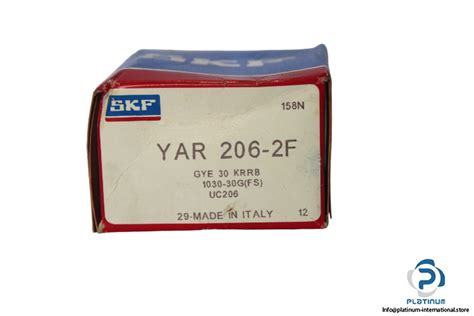 SKF
SKF
158N
YAR 206-2F
GYE 30 KRRB
1030-30G(FS)
UC206
29-MADE IN ITALY
12
PLATINUM
Info@platinum-international.store